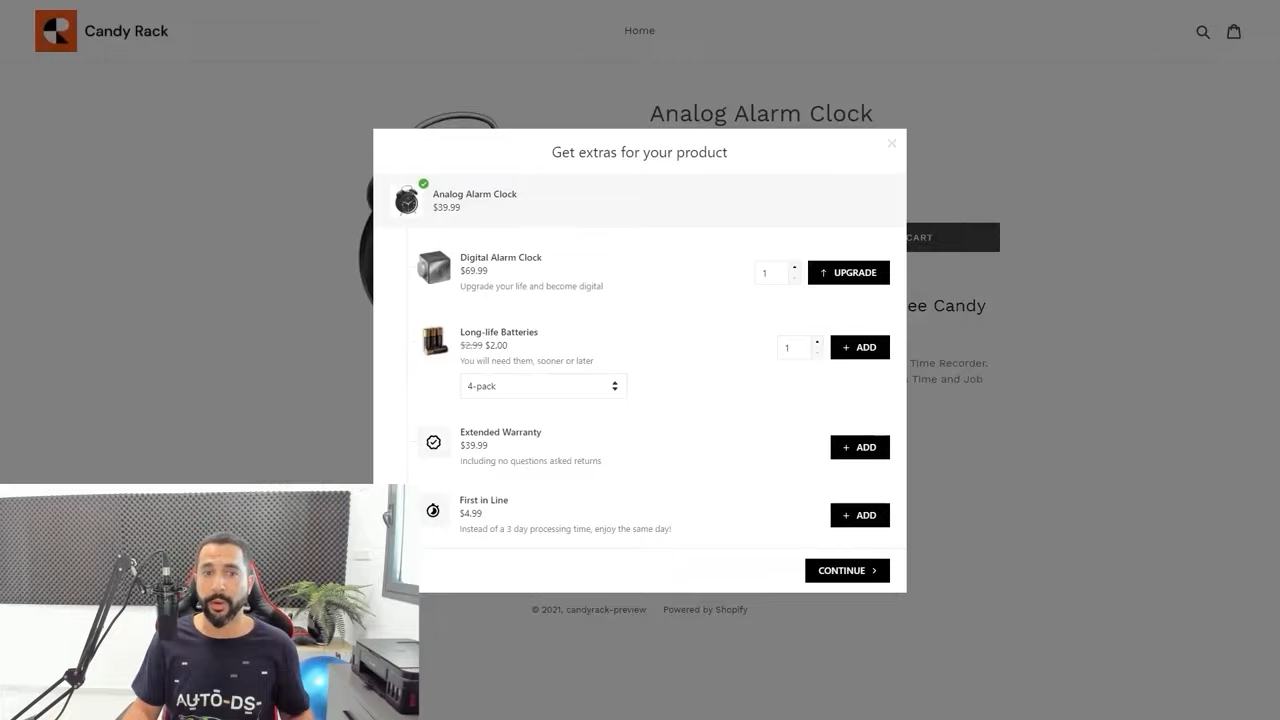 Candy Rack
Home
Analog Alarm Clock
Get extras for your product
Analog Alarm Clock
$39.99
CART
Digital Alarm Clock
$69.99
Upgrade your life and become digital
1
↑ UPGRADE
ee Candy
Long-life Batteries
$2.99 $2.00
You will need them, sooner or later
1
+ ADD
4-pack
Time Recorder.
Time and Job
Extended Warranty
$39.99
including no questions asked returns
+ ADD
First in Line
$4.99
Instead of a 3 day processing time, enjoy the same day!
+ ADD
CONTINUE >
© 2021, candyrack-preview Powered by Shopify
AUTO-DS-